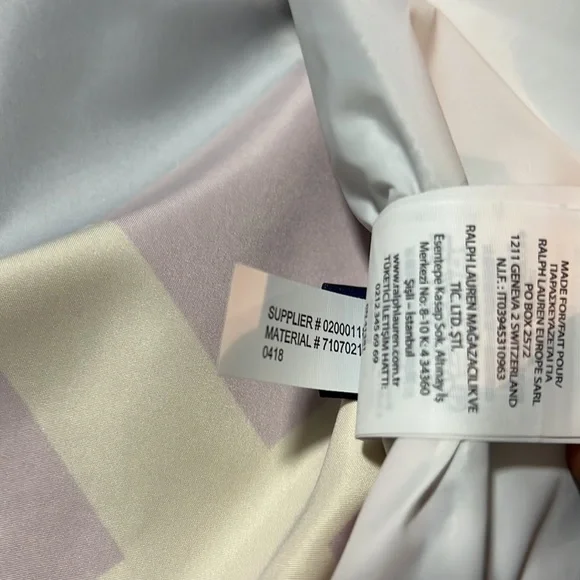 SUPPLIER # 0200011
MATERIAL # 7107021
0418
MADE FOR/FAIT POUR/
ΠΑΡΑΣΚΕΥΑΖΕΤΑΙ ΓΙΑ
RALPH LAUREN EUROPE SARL
PO BOX 2572
1211 GENEVA 2 SWITZERLAND
N.I.F.: IT03945310963
RALPH LAUREN MAĞAZACILIK VE
TİC. LTD. ŞTİ.
Esentepe Kasap Sok. Altınay İş
Merkezi No: 8-10 K: 4 34360
Şişli – İstanbul
www.ralphlauren.com.tr
TÜKETİCİ İLETİŞİM HATTI:
0212 345 69 69